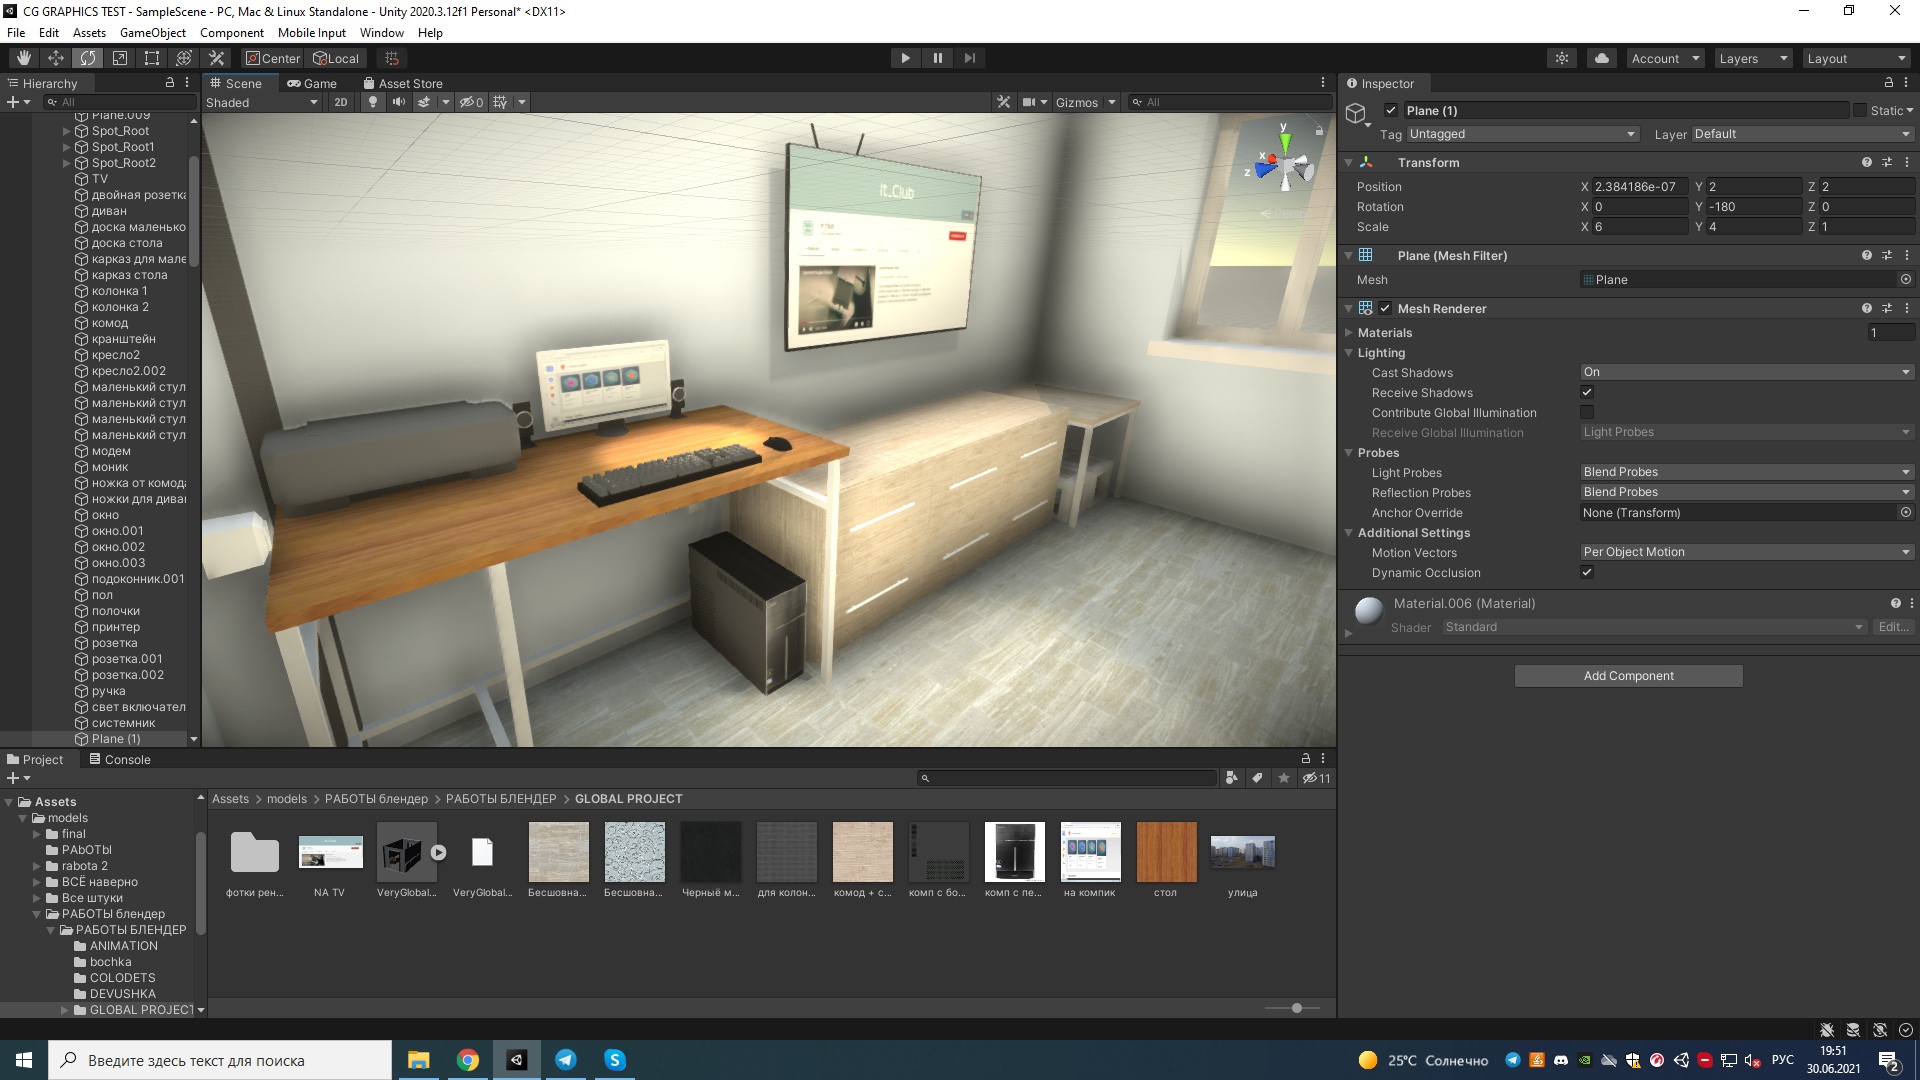 CG GRAPHICS TEST - SampleScene - PC, Mac & Linux Standalone - Unity 2020.3.12f1 Personal* <DX11>
File Edit Assets GameObject Component Mobile Input Window Help
Center Local
Account Layers Layout
Hierarchy
All
Plane.009
Spot_Root
Spot_Root1
Spot_Root2
TV
двойная розетка
диван
доска маленько
доска стола
карказ для мале
карказ стола
колонка 1
колонка 2
комод
кранштейн
кресло2
кресло2.002
маленький стул
маленький стул
маленький стул
маленький стул
модем
моник
ножка от комода
ножки для дива
окно
окно.001
окно.002
окно.003
подоконник.001
пол
полочки
принтер
розетка
розетка.001
розетка.002
ручка
свет включател
системник
Plane (1)
Scene Game Asset Store
Shaded 2D 0 Gizmos All
It_Club
y
x
z
Persp
Inspector
Plane (1) Static
Tag Untagged Layer Default
Transform
Position X 2.384186e-07 Y 2 Z 2
Rotation X 0 Y -180 Z 0
Scale X 6 Y 4 Z 1
Plane (Mesh Filter)
Mesh Plane
Mesh Renderer
Materials 1
Lighting
Cast Shadows On
Receive Shadows
Contribute Global Illumination
Receive Global Illumination Light Probes
Probes
Light Probes Blend Probes
Reflection Probes Blend Probes
Anchor Override None (Transform)
Additional Settings
Motion Vectors Per Object Motion
Dynamic Occlusion
Material.006 (Material)
Shader Standard Edit...
Add Component
Project Console
11
Assets
models
final
PAbOTbI
rabota 2
ВСЁ наверно
Все штуки
РАБОТЫ блендер
РАБОТЫ БЛЕНДЕР
ANIMATION
bochka
COLODETS
DEVUSHKA
GLOBAL PROJECT
Assets > models > РАБОТЫ блендер > РАБОТЫ БЛЕНДЕР > GLOBAL PROJECT
фотки рен... NA TV VeryGlobal... VeryGlobal... Бесшовна... Бесшовна... Черный м... для колон... комод + с... комп с бо... комп с пе... на компик стол улица
Введите здесь текст для поиска
25°C Солнечно
РУС
19:51
30.06.2021
2